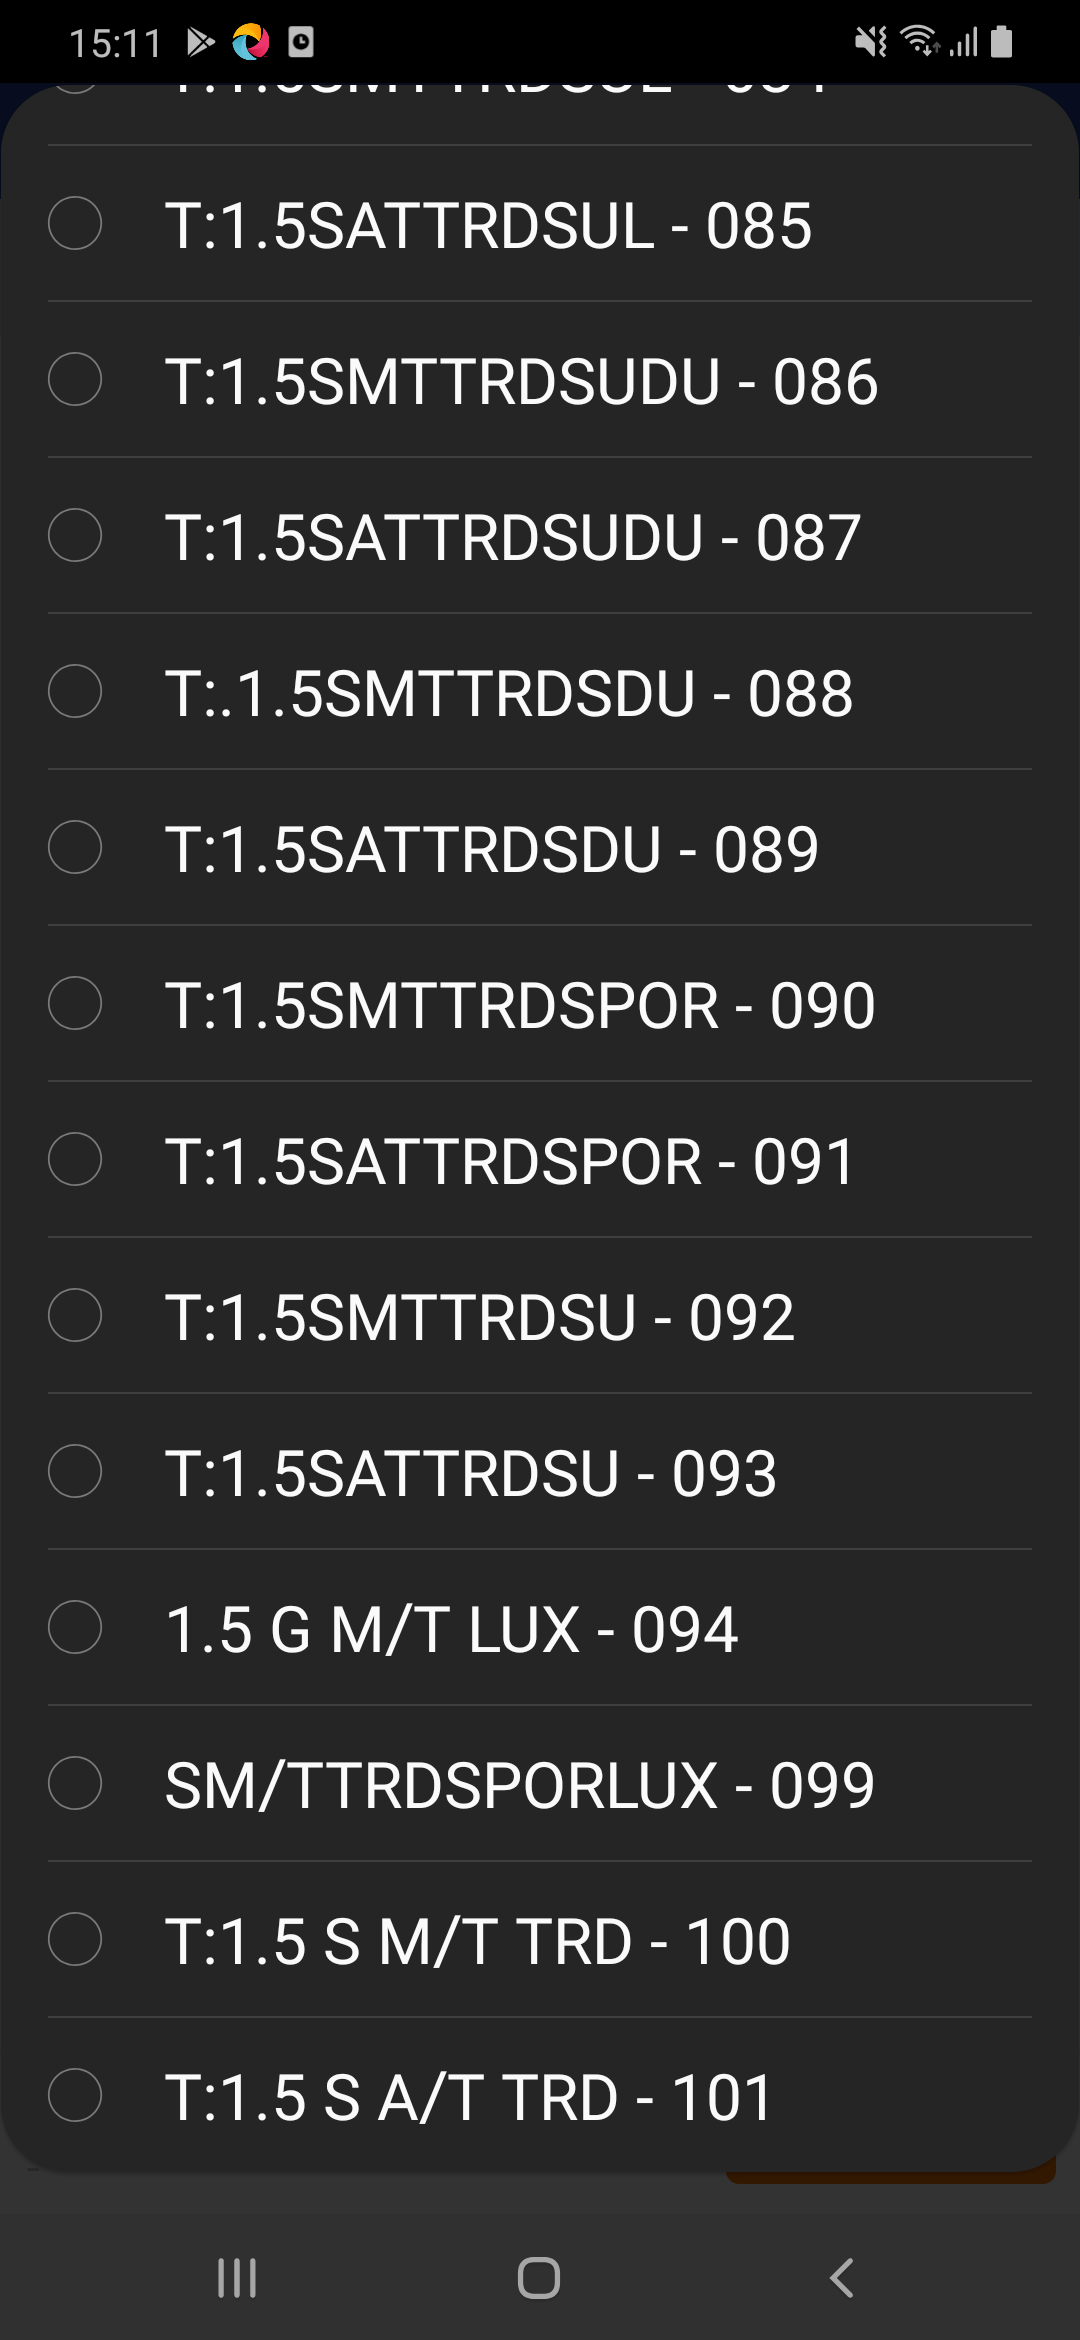 15:11
T:1.5SATTRDSUL - 085
T:1.5SMTTRDSUDU - 086
T:1.5SATTRDSUDU - 087
T:.1.5SMTTRDSDU - 088
T:1.5SATTRDSDU - 089
T:1.5SMTTRDSPOR - 090
T:1.5SATTRDSPOR - 091
T:1.5SMTTRDSU - 092
T:1.5SATTRDSU - 093
1.5 G M/T LUX - 094
SM/TTRDSPORLUX - 099
T:1.5 S M/T TRD - 100
T:1.5 S A/T TRD - 101